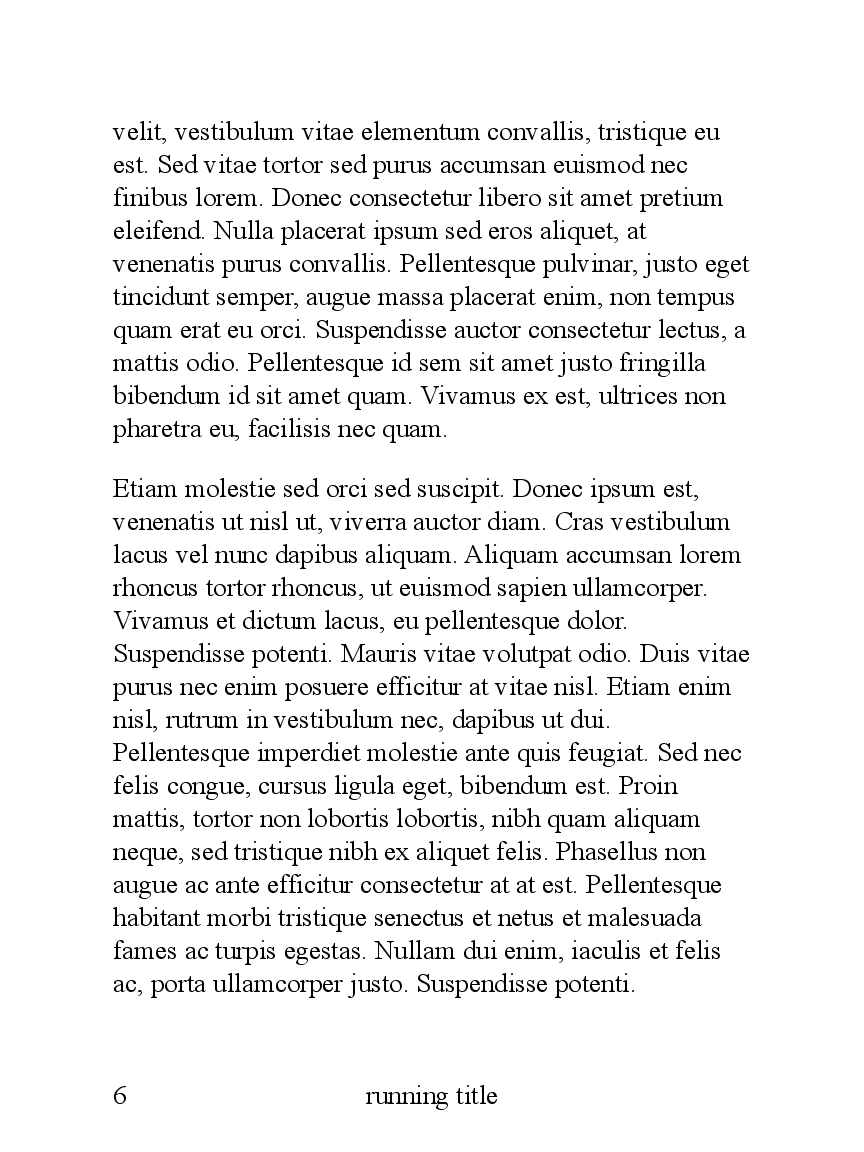 velit, vestibulum vitae elementum convallis, tristique eu
est. Sed vitae tortor sed purus accumsan euismod nec
finibus lorem. Donec consectetur libero sit amet pretium
eleifend. Nulla placerat ipsum sed eros aliquet, at
venenatis purus convallis. Pellentesque pulvinar, justo eget
tincidunt semper, augue massa placerat enim, non tempus
quam erat eu orci. Suspendisse auctor consectetur lectus, a
mattis odio. Pellentesque id sem sit amet justo fringilla
bibendum id sit amet quam. Vivamus ex est, ultrices non
pharetra eu, facilisis nec quam.
Etiam molestie sed orci sed suscipit. Donec ipsum est,
venenatis ut nisl ut, viverra auctor diam. Cras vestibulum
lacus vel nunc dapibus aliquam. Aliquam accumsan lorem
rhoncus tortor rhoncus, ut euismod sapien ullamcorper.
Vivamus et dictum lacus, eu pellentesque dolor.
Suspendisse potenti. Mauris vitae volutpat odio. Duis vitae
purus nec enim posuere efficitur at vitae nisl. Etiam enim
nisl, rutrum in vestibulum nec, dapibus ut dui.
Pellentesque imperdiet molestie ante quis feugiat. Sed nec
felis congue, cursus ligula eget, bibendum est. Proin
mattis, tortor non lobortis lobortis, nibh quam aliquam
neque, sed tristique nibh ex aliquet felis. Phasellus non
augue ac ante efficitur consectetur at at est. Pellentesque
habitant morbi tristique senectus et netus et malesuada
fames ac turpis egestas. Nullam dui enim, iaculis et felis
ac, porta ullamcorper justo. Suspendisse potenti.
6 running title